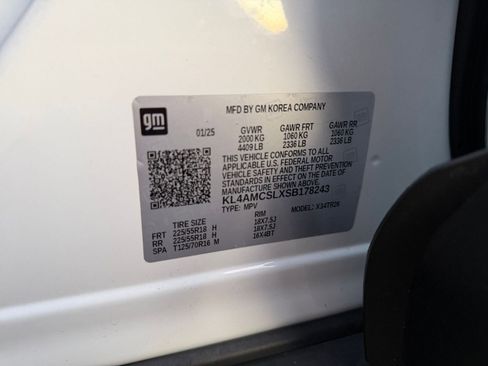 MFD BY GM KOREA COMPANY
gm
01/25
GVWR GAWR FRT GAWR RR
2000 KG 1060 KG 1060 KG
4409 LB 2336 LB 2336 LB
THIS VEHICLE CONFORMS TO ALL
APPLICABLE U.S. FEDERAL MOTOR
VEHICLE SAFETY AND THEFT PREVENTION
STANDARDS IN EFFECT ON THE DATE OF
MANUFACTURE SHOWN ABOVE.
KL4AMCSLXSB178243
TYPE: MPV MODEL: X34TR26
TIRE SIZE RIM
FRT 225/55R18 H 18X7.5J
RR 225/55R18 H 18X7.5J
SPA T125/70R16 M 16X4BT